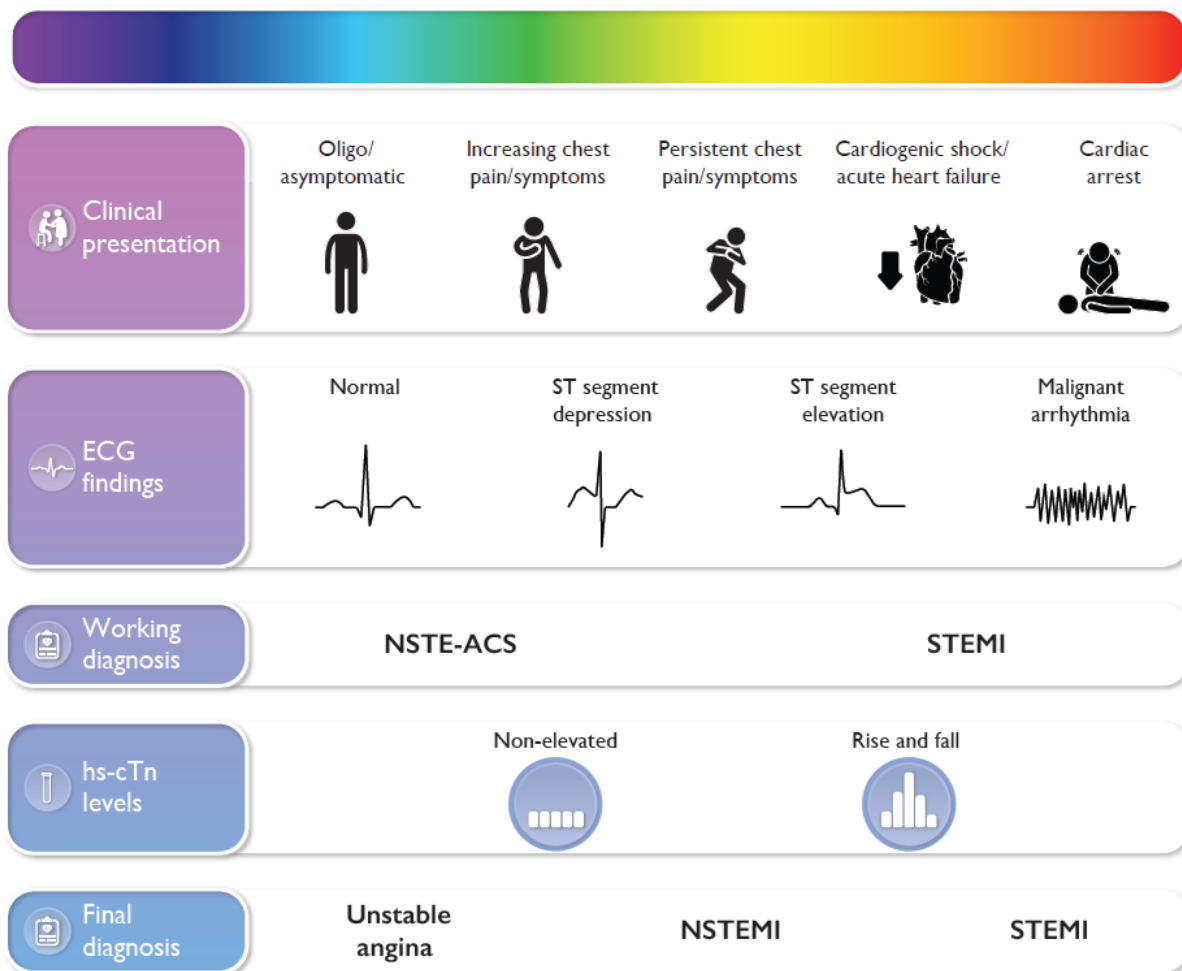 Clinical
presentation
Oligo/
asymptomatic
Increasing chest
pain/symptoms
Persistent chest
pain/symptoms
Cardiogenic shock/
acute heart failure
Cardiac
arrest
ECG
findings
Normal
ST segment
depression
ST segment
elevation
Malignant
arrhythmia
Working
diagnosis
NSTE-ACS
STEMI
hs-cTn
levels
Non-elevated
Rise and fall
Final
diagnosis
Unstable
angina
NSTEMI
STEMI